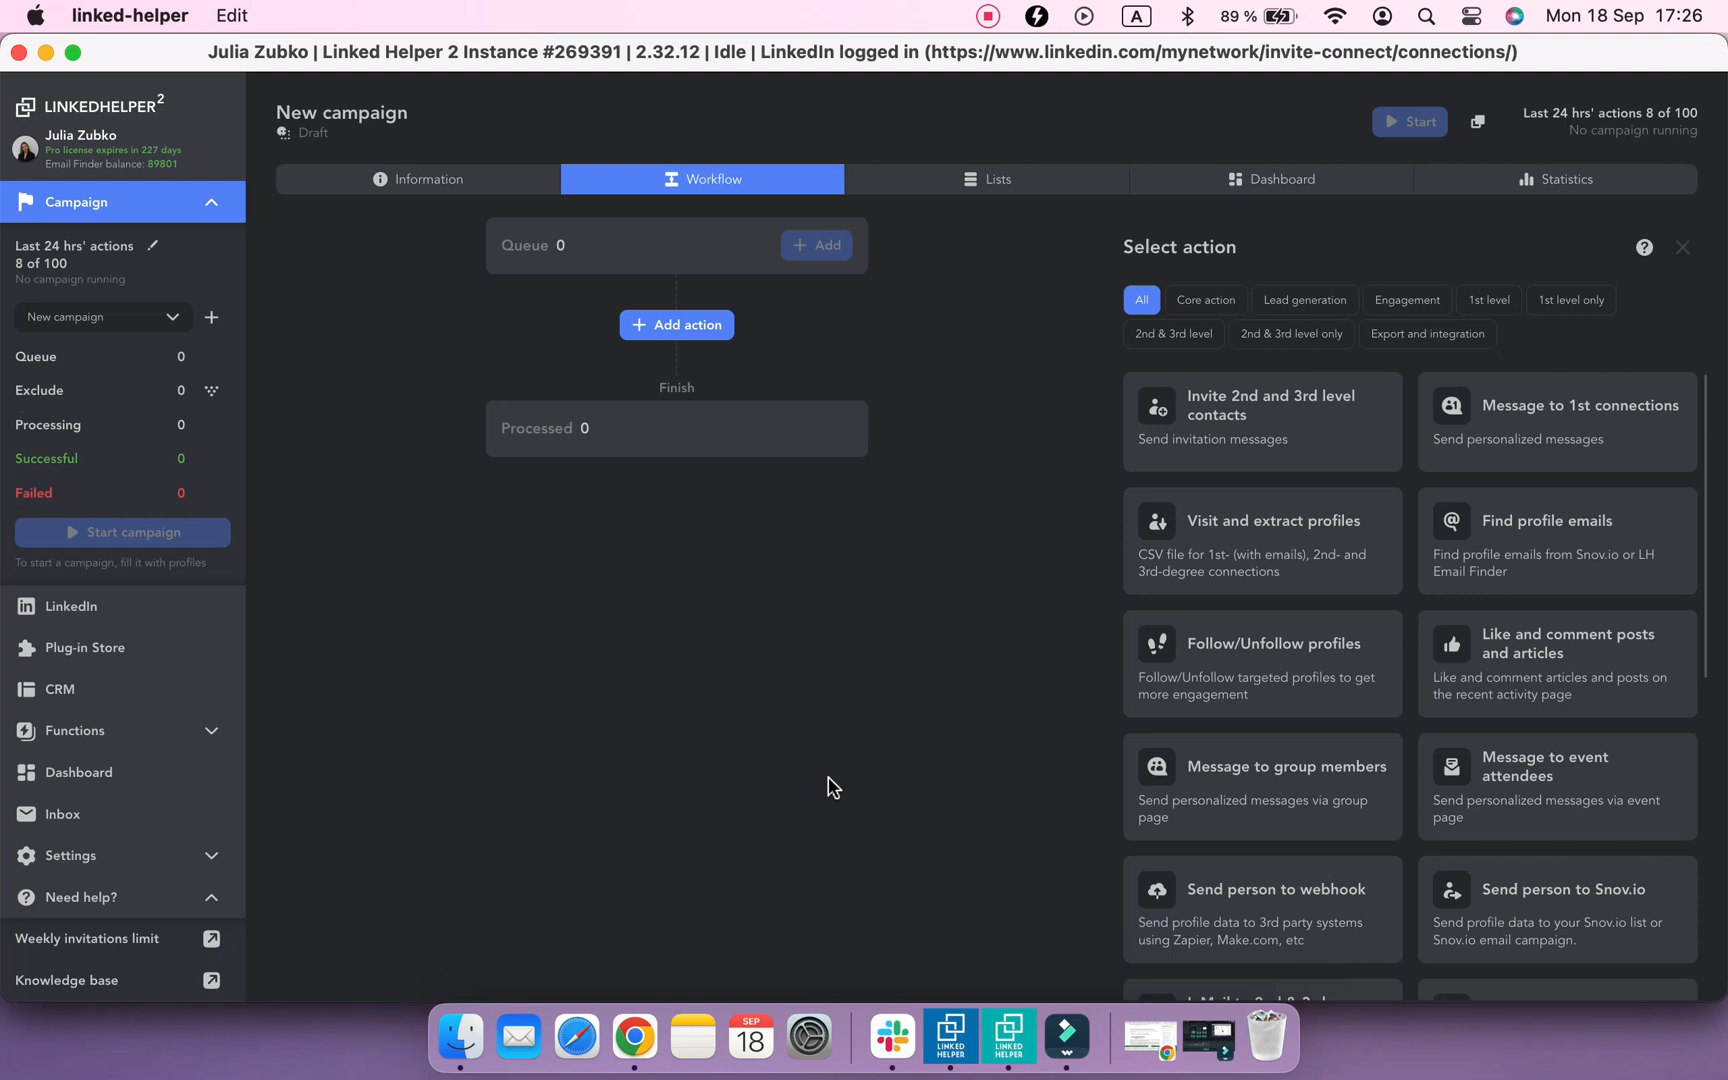 linked-helper Edit A 89 % Mon 18 Sep 17:26
Julia Zubko | Linked Helper 2 Instance #269391 | 2.32.12 | Idle | LinkedIn logged in (https://www.linkedin.com/mynetwork/invite-connect/connections/)
LINKEDHELPER2
Julia Zubko
Pro license expires in 227 days
Email Finder balance: 89801
Campaign
Last 24 hrs' actions
8 of 100
No campaign running
New campaign
Queue 0
Exclude 0
Processing 0
Successful 0
Failed 0
Start campaign
To start a campaign, fill it with profiles
LinkedIn
Plug-in Store
CRM
Functions
Dashboard
Inbox
Settings
Need help?
Weekly invitations limit
Knowledge base
New campaign
Draft
Start
Last 24 hrs' actions 8 of 100
No campaign running
Information Workflow Lists Dashboard Statistics
Queue 0 + Add
+ Add action
Finish
Processed 0
Select action
All Core action Lead generation Engagement 1st level 1st level only
2nd & 3rd level 2nd & 3rd level only Export and integration
Invite 2nd and 3rd level
contacts
Send invitation messages
Message to 1st connections
Send personalized messages
Visit and extract profiles
CSV file for 1st- (with emails), 2nd- and
3rd-degree connections
Find profile emails
Find profile emails from Snov.io or LH
Email Finder
Follow/Unfollow profiles
Follow/Unfollow targeted profiles to get
more engagement
Like and comment posts
and articles
Like and comment articles and posts on
the recent activity page
Message to group members
Send personalized messages via group
page
Message to event
attendees
Send personalized messages via event
page
Send person to webhook
Send profile data to 3rd party systems
using Zapier, Make.com, etc
Send person to Snov.io
Send profile data to your Snov.io list or
Snov.io email campaign.
SEP
18
LINKED
HELPER
LINKED
HELPER